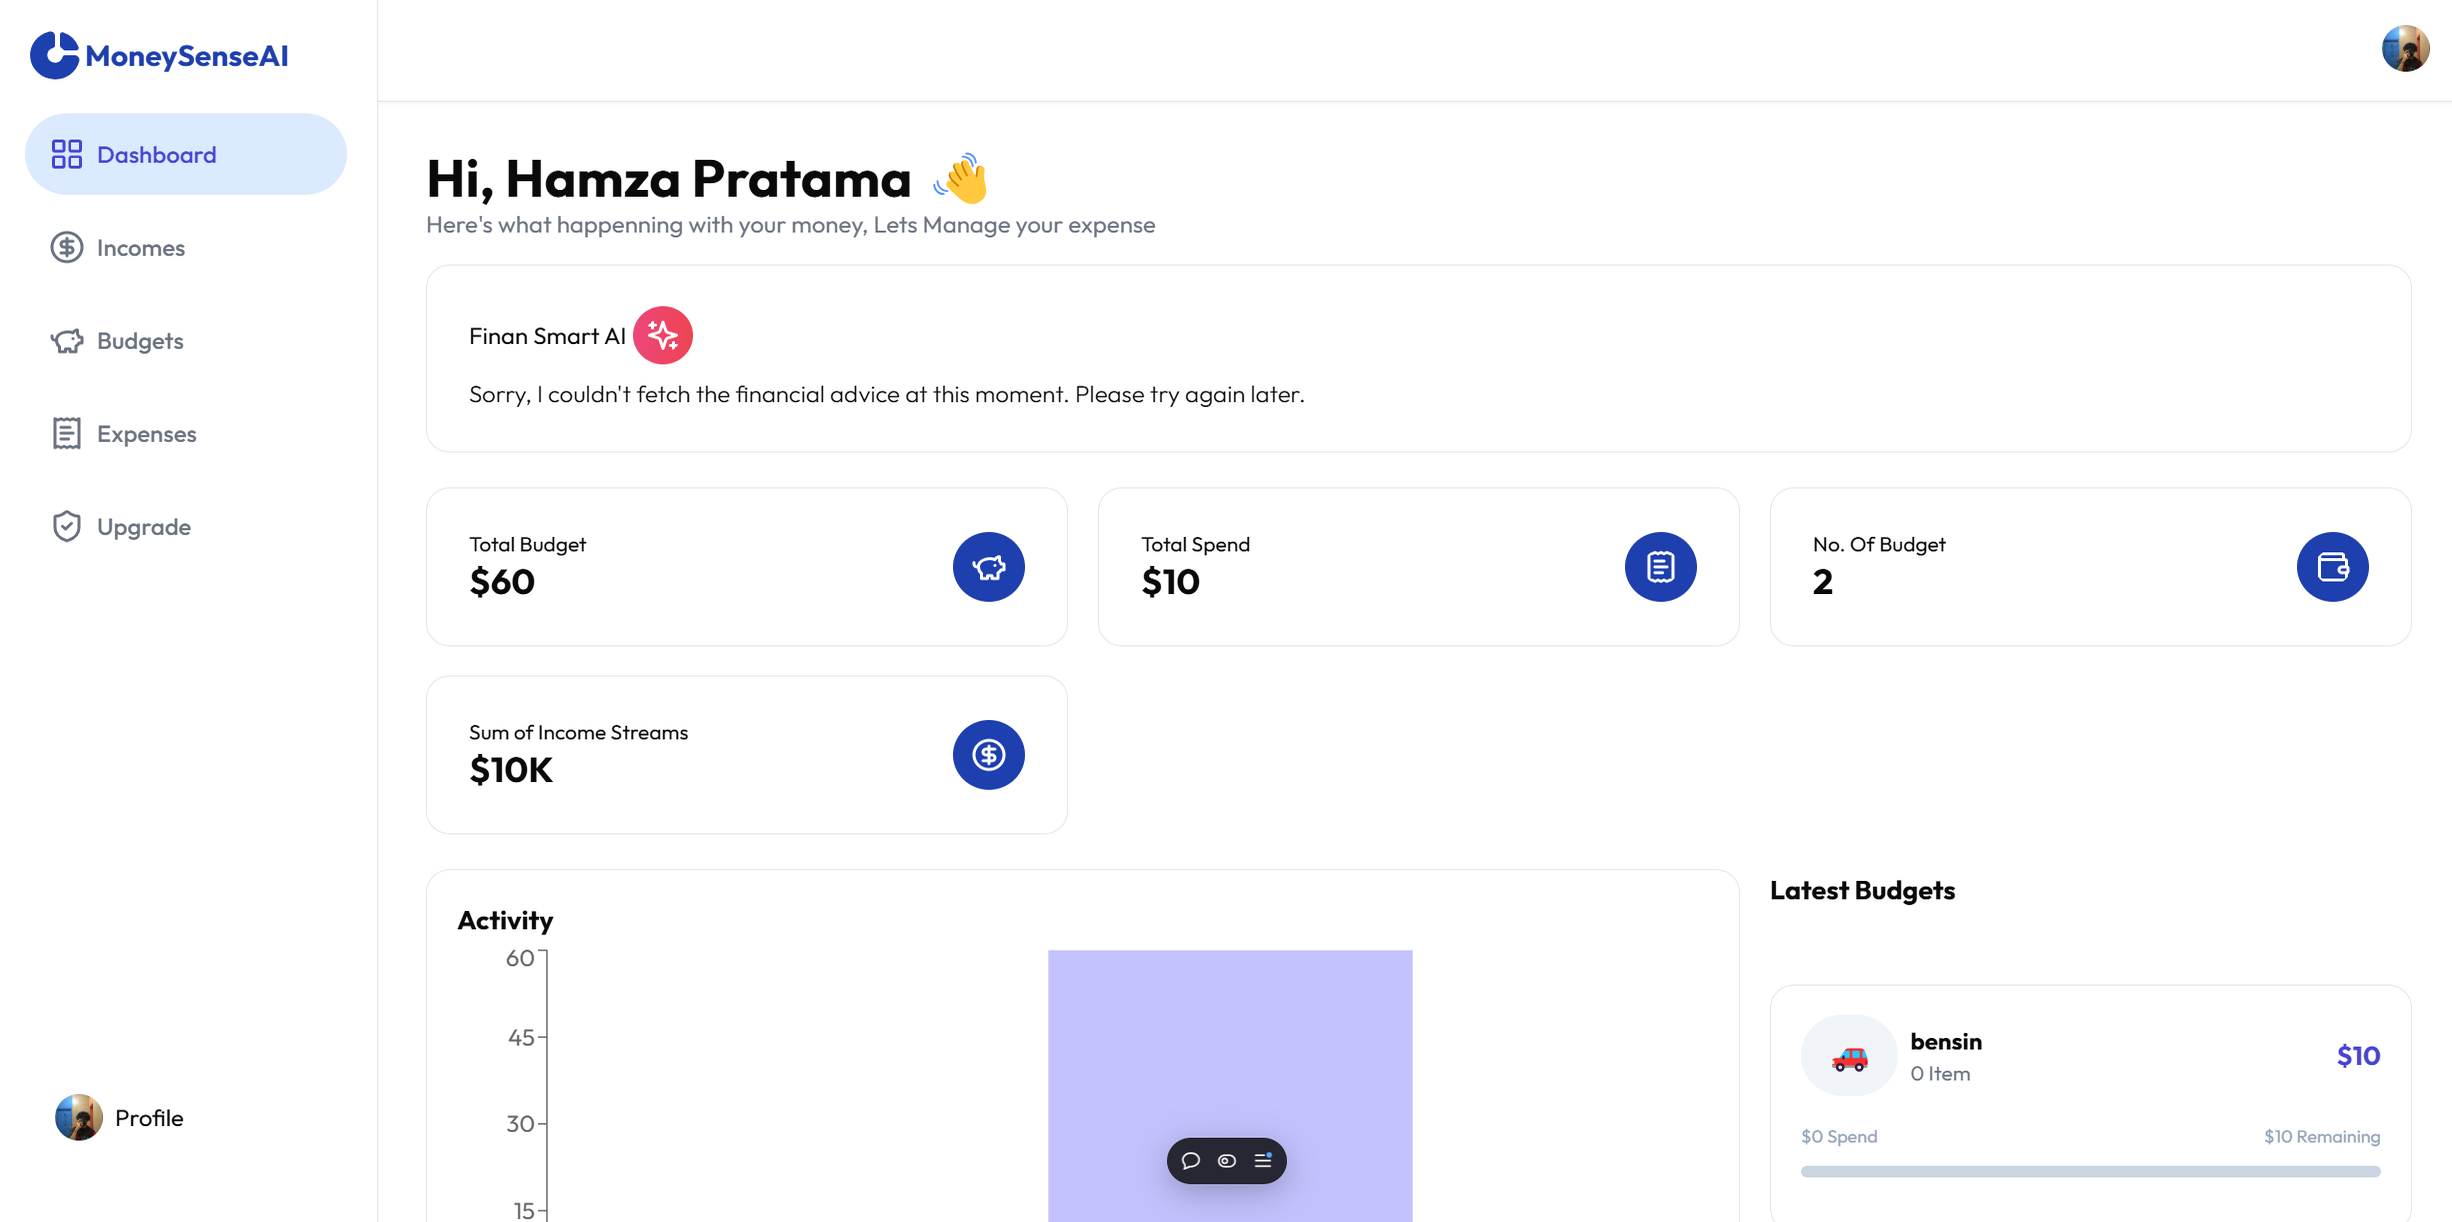 MoneySenseAI
Dashboard
Incomes
Budgets
Expenses
Upgrade
Profile
Hi, Hamza Pratama
Here's what happenning with your money, Lets Manage your expense
Finan Smart AI
Sorry, I couldn't fetch the financial advice at this moment. Please try again later.
Total Budget
$60
Total Spend
$10
No. Of Budget
2
Sum of Income Streams
$10K
Activity
60
45
30
15
Latest Budgets
bensin
0 Item
$10
$0 Spend
$10 Remaining